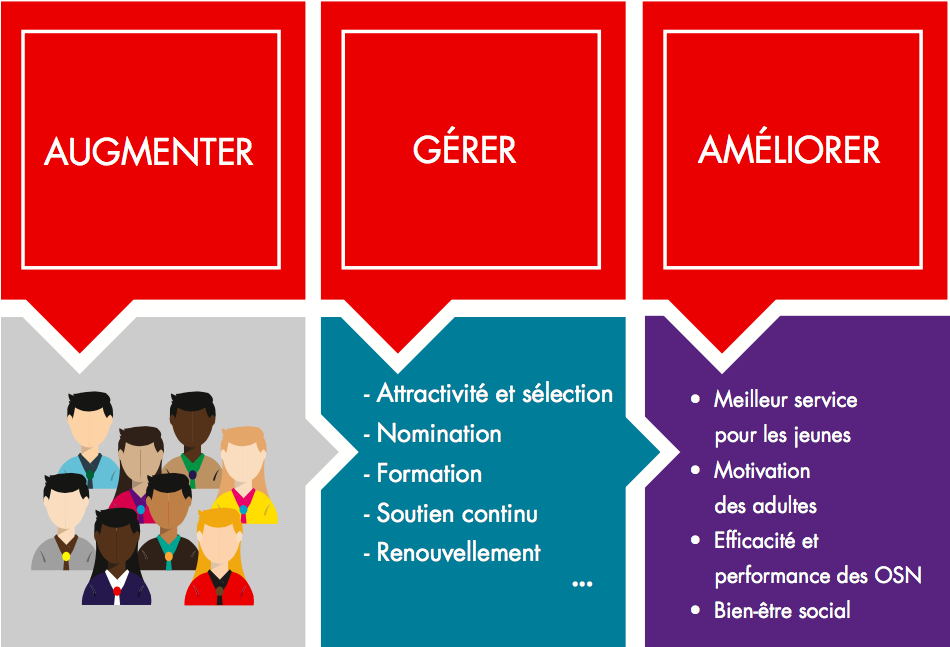 AUGMENTER
GÉRER
AMÉLIORER
- Attractivité et sélection
- Nomination
- Formation
- Soutien continu
- Renouvellement
...
• Meilleur service
pour les jeunes
• Motivation
des adultes
• Efficacité et
performance des OSN
• Bien-être social